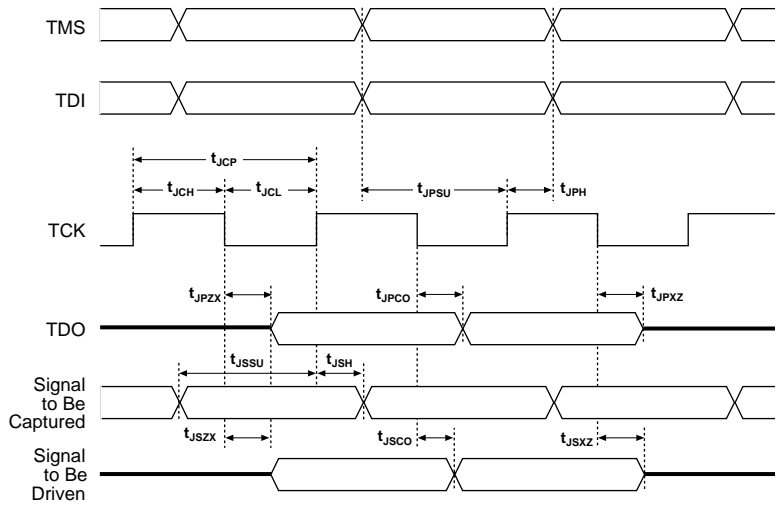 TMS
TDI
tJCP
tJCH
tJCL
tJPSU
tJPH
TCK
tJPZX
tJPCO
tJPXZ
TDO
tJSSU
tJSH
Signal
to Be
Captured
tJSZX
tJSCO
tJSXZ
Signal
to Be
Driven